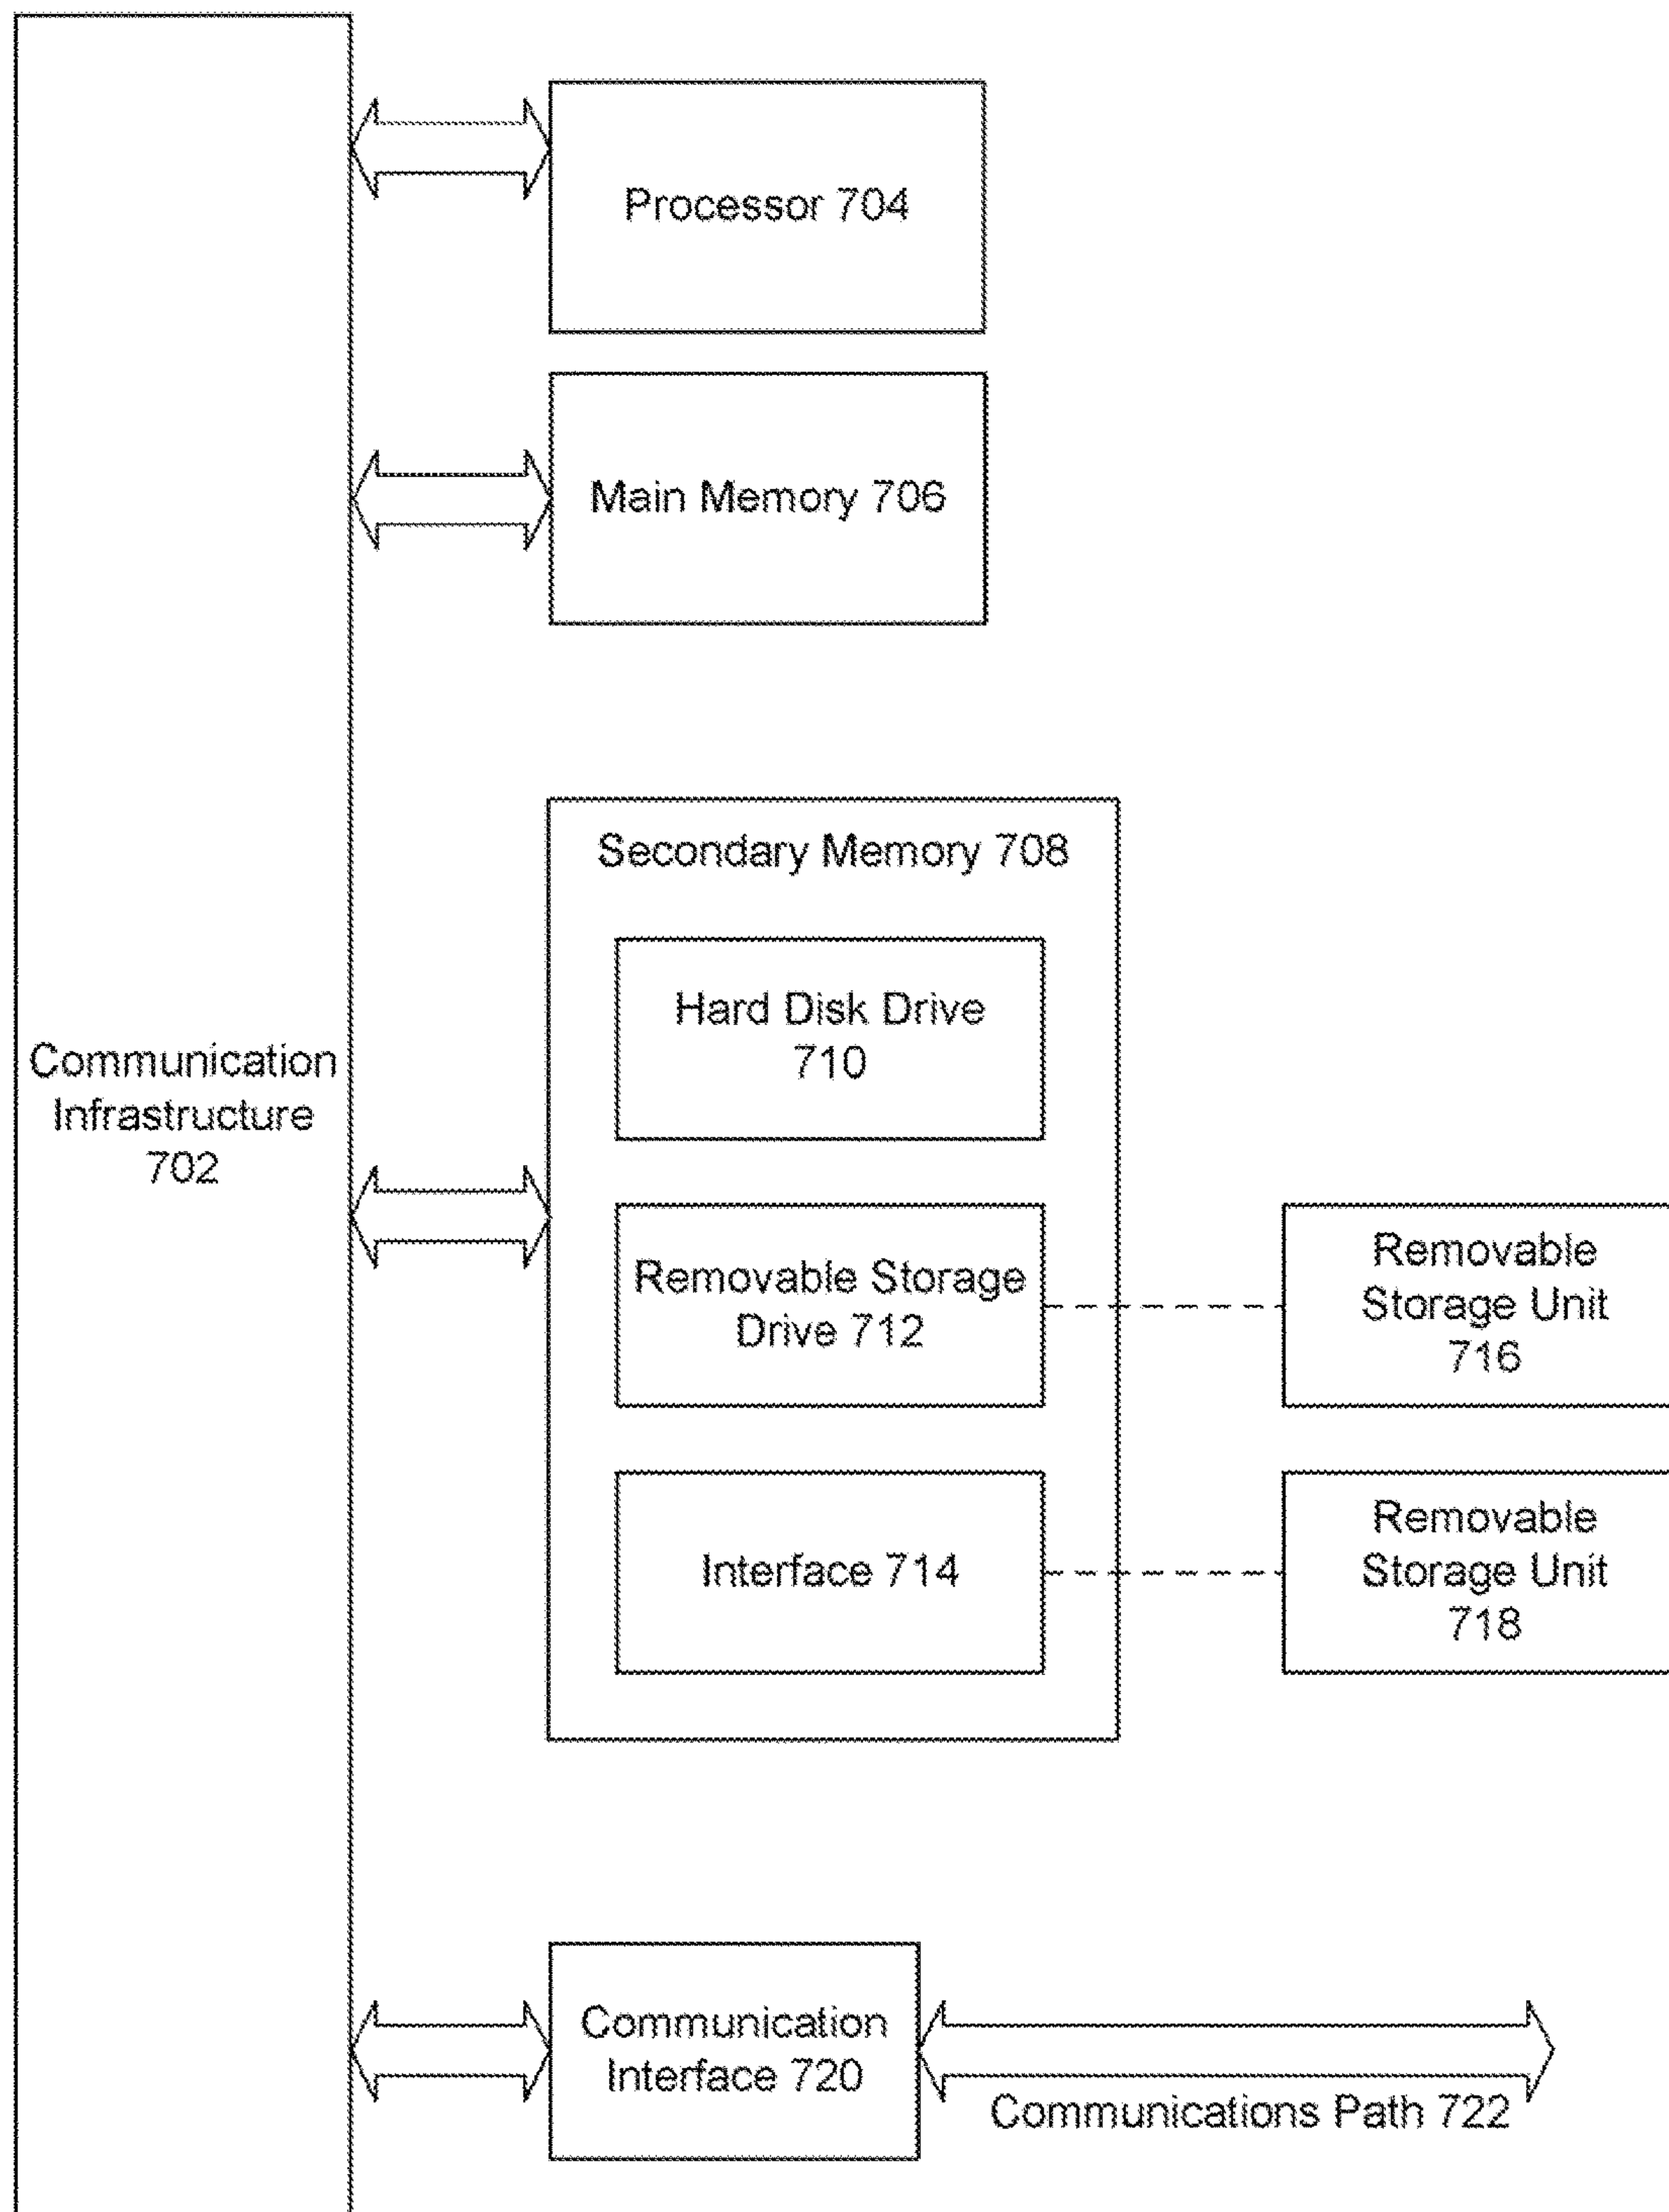 Processor 704
Main Memory 706
Secondary Memory 708
Hard Disk Drive
710
Communication
Infrastructure
702
Removable Storage
Drive 712
Removable
Storage Unit
716
Interface 714
Removable
Storage Unit
718
Communication
Interface 720
Communications Path 722